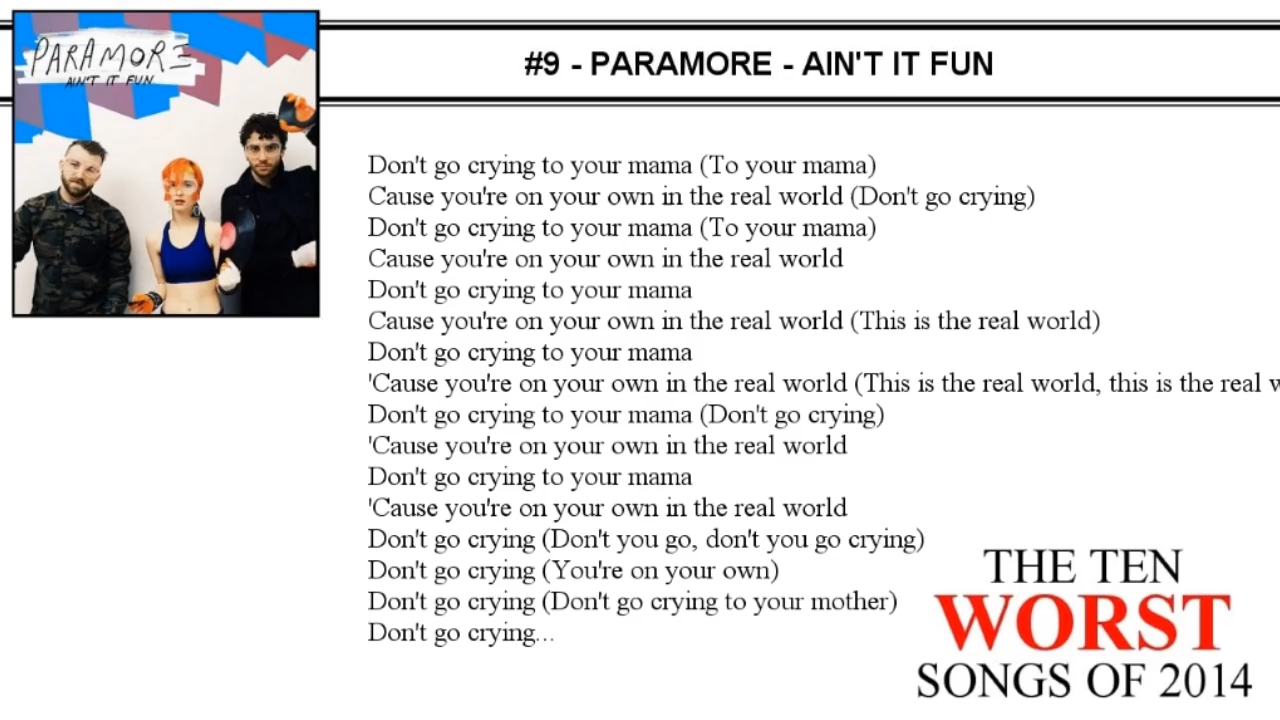 PARAMORE
AIN'T IT FUN
#9 - PARAMORE - AIN'T IT FUN
Don't go crying to your mama (To your mama)
Cause you're on your own in the real world (Don't go crying)
Don't go crying to your mama (To your mama)
Cause you're on your own in the real world
Don't go crying to your mama
Cause you're on your own in the real world (This is the real world)
Don't go crying to your mama
'Cause you're on your own in the real world (This is the real world, this is the real w
Don't go crying to your mama (Don't go crying)
'Cause you're on your own in the real world
Don't go crying to your mama
'Cause you're on your own in the real world
Don't go crying (Don't you go, don't you go crying)
Don't go crying (You're on your own)
Don't go crying (Don't go crying to your mother)
Don't go crying...
THE TEN
WORST
SONGS OF 2014